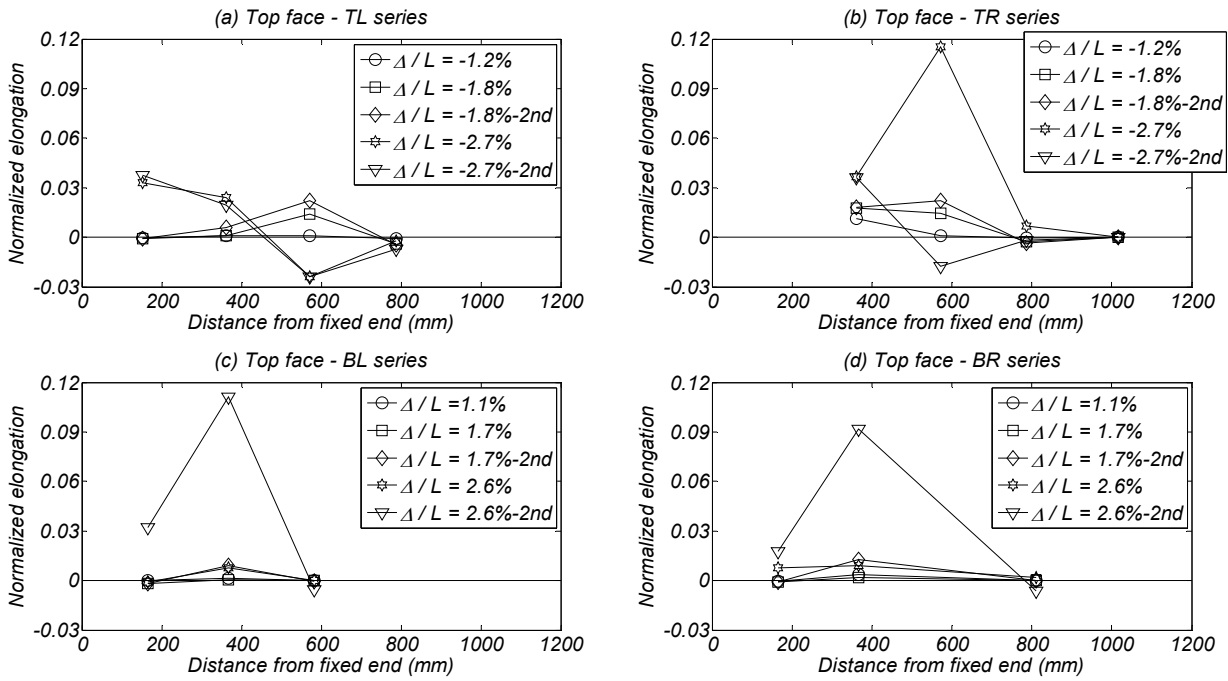 (a) Top face - TL series
0.12
0.09
0.06
0.03
0
-0.03
Normalized elongation
Δ / L = -1.2%
Δ / L = -1.8%
Δ / L = -1.8%-2nd
Δ / L = -2.7%
Δ / L = -2.7%-2nd
0 200 400 600 800 1000 1200
Distance from fixed end (mm)
(b) Top face - TR series
0.12
0.09
0.06
0.03
0
-0.03
Normalized elongation
Δ / L = -1.2%
Δ / L = -1.8%
Δ / L = -1.8%-2nd
Δ / L = -2.7%
Δ / L = -2.7%-2nd
0 200 400 600 800 1000 1200
Distance from fixed end (mm)
(c) Top face - BL series
0.12
0.09
0.06
0.03
0
-0.03
Normalized elongation
Δ / L =1.1%
Δ / L = 1.7%
Δ / L = 1.7%-2nd
Δ / L = 2.6%
Δ / L = 2.6%-2nd
0 200 400 600 800 1000 1200
Distance from fixed end (mm)
(d) Top face - BR series
0.12
0.09
0.06
0.03
0
-0.03
Normalized elongation
Δ / L =1.1%
Δ / L = 1.7%
Δ / L = 1.7%-2nd
Δ / L = 2.6%
Δ / L = 2.6%-2nd
0 200 400 600 800 1000 1200
Distance from fixed end (mm)